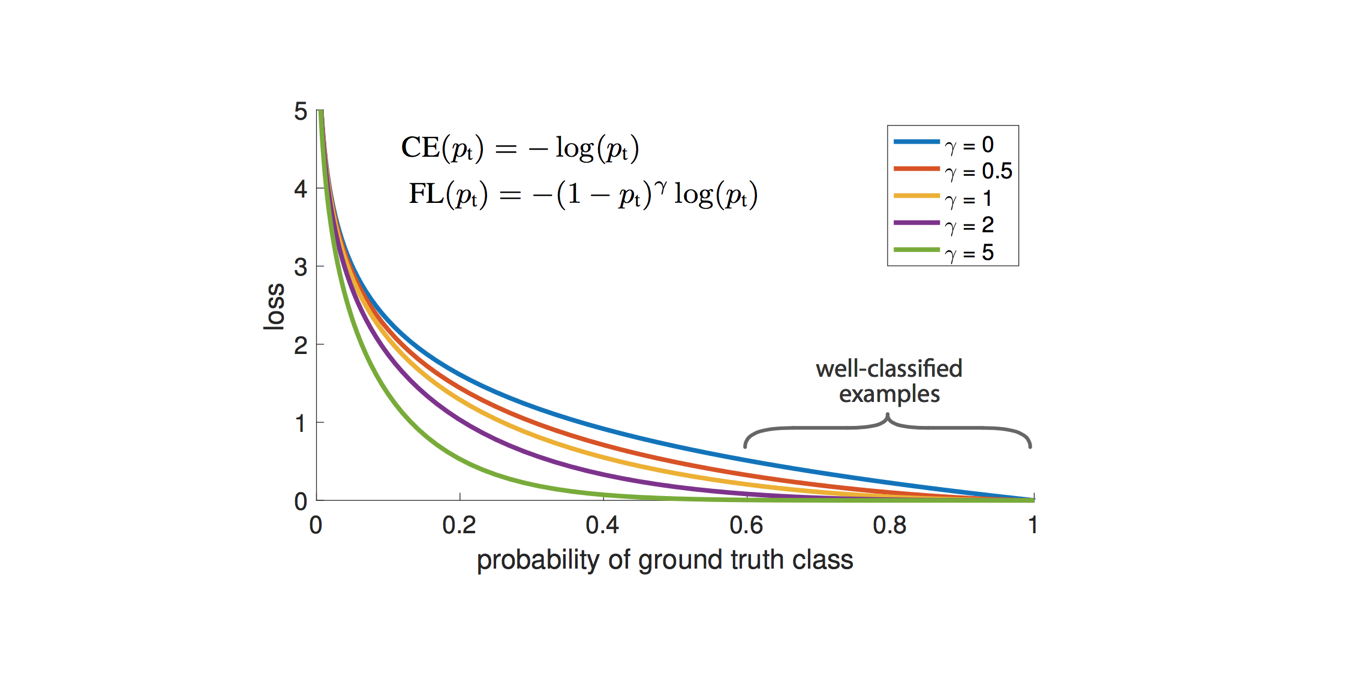 5
CE(pt) = − log(pt)
FL(pt) = −(1 − pt)γ log(pt)
γ = 0
γ = 0.5
γ = 1
γ = 2
γ = 5
4
3
2
1
0
loss
well-classified
examples
0 0.2 0.4 0.6 0.8 1
probability of ground truth class